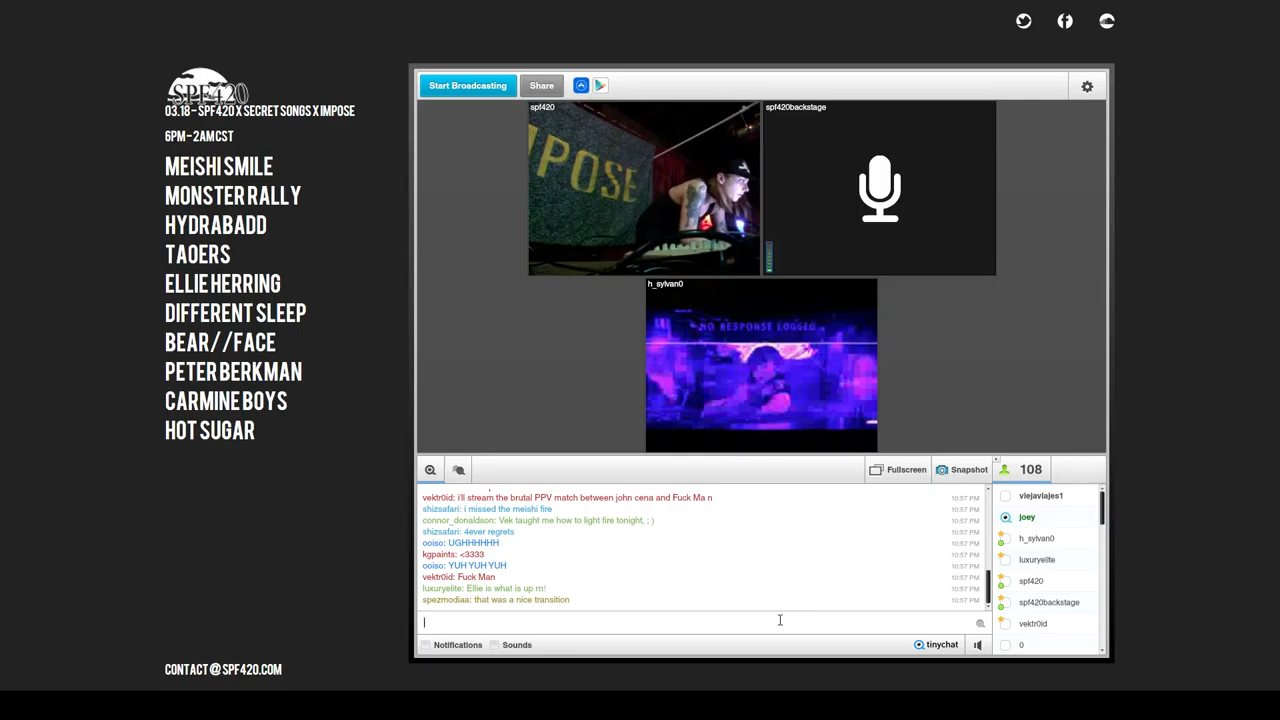 SPF420
03.18 - SPF420 X SECRET SONGS X IMPOSE
6PM - 2AM CST
MEISHI SMILE
MONSTER RALLY
HYDRABADD
TAOERS
ELLIE HERRING
DIFFERENT SLEEP
BEAR//FACE
PETER BERKMAN
CARMINE BOYS
HOT SUGAR
CONTACT@SPF420.COM
Start Broadcasting
Share
spf420
POSE
spf420backstage
h_sylvan0
NO RESPONSE LOGGED
Fullscreen
Snapshot
108
vektr0id: i'll stream the brutal PPV match between john cena and Fuck Ma n 10:57 PM
shizsafari: i missed the meishi fire 10:57 PM
connor_donaldson: Vek taught me how to light fire tonight, ; ) 10:57 PM
shizsafari: 4ever regrets 10:57 PM
ooiso: UGHHHHHH 10:57 PM
kgpaints: <3333 10:57 PM
ooiso: YUH YUH YUH 10:57 PM
vektr0id: Fuck Man 10:57 PM
luxuryelite: Ellie is what is up m! 10:57 PM
spezmodiaa: that was a nice transition 10:57 PM
viejaviajes1
joey
h_sylvan0
luxuryelite
spf420
spf420backstage
vektr0id
0
Notifications
Sounds
tinychat